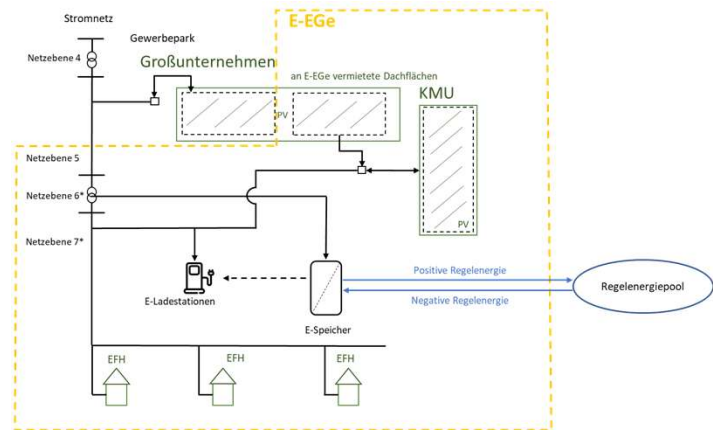 E-EGe
Stromnetz
Gewerbepark
Netzebene 4
Großunternehmen
an E-EGe vermietete Dachflächen
KMU
PV
Netzebene 5
Netzebene 6*
PV
Netzebene 7*
Positive Regelenergie
Negative Regelenergie
Regelenergiepool
E-Ladestationen
E-Speicher
EFH
EFH
EFH